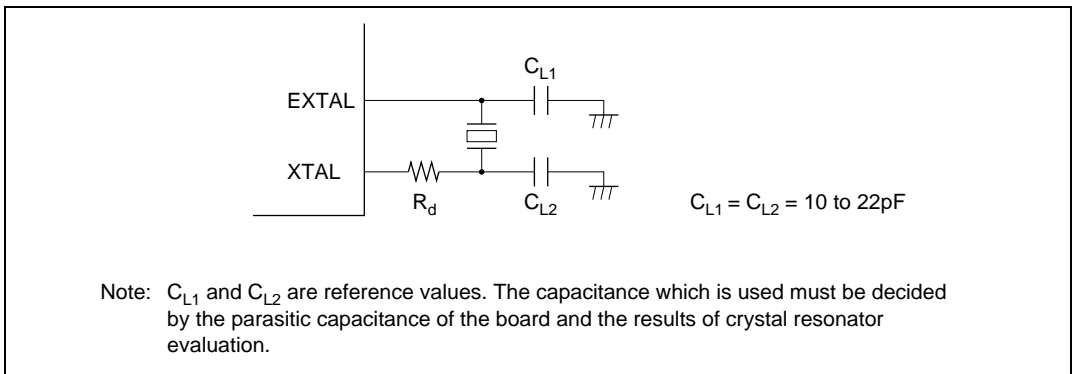 C_L1
EXTAL
XTAL
R_d
C_L2
C_L1 = C_L2 = 10 to 22pF
Note: C_L1 and C_L2 are reference values. The capacitance which is used must be decided
by the parasitic capacitance of the board and the results of crystal resonator
evaluation.